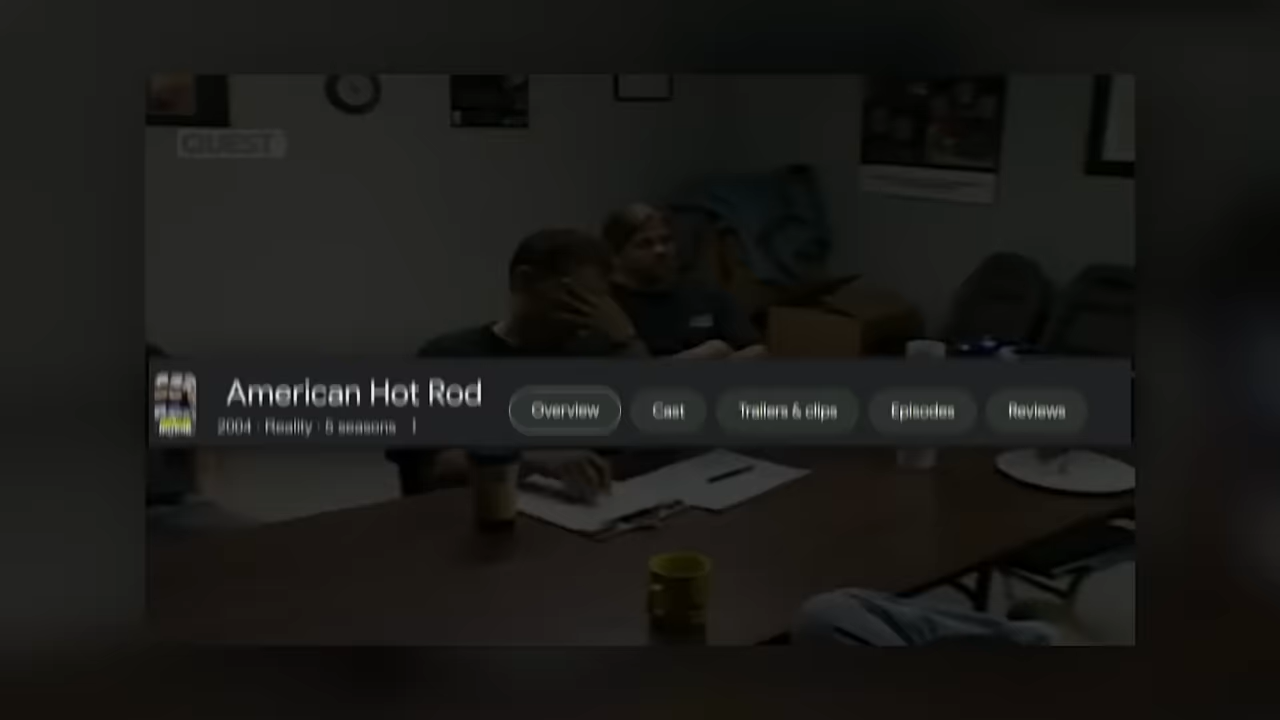 QUEST
American Hot Rod
Overview
Cast
Trailers & clips
Episodes
Reviews
2004 · Reality · 5 seasons